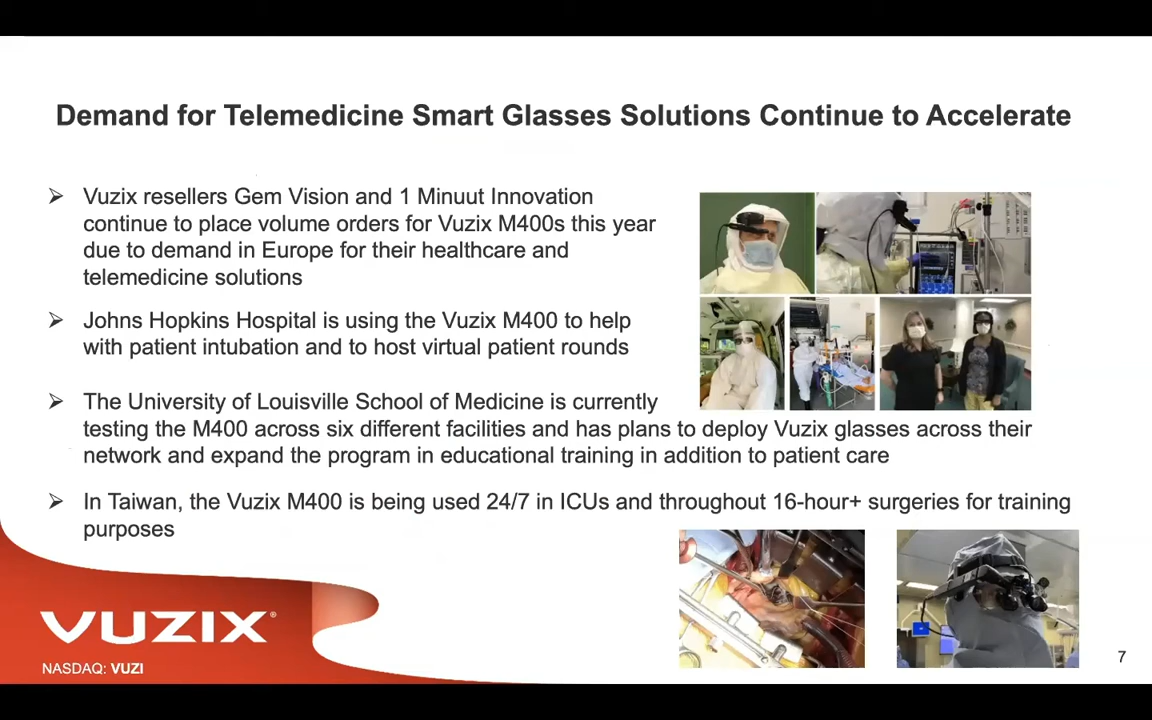 Demand for Telemedicine Smart Glasses Solutions Continue to Accelerate
➢ Vuzix resellers Gem Vision and 1 Minuut Innovation
continue to place volume orders for Vuzix M400s this year
due to demand in Europe for their healthcare and
telemedicine solutions
➢ Johns Hopkins Hospital is using the Vuzix M400 to help
with patient intubation and to host virtual patient rounds
➢ The University of Louisville School of Medicine is currently
testing the M400 across six different facilities and has plans to deploy Vuzix glasses across their
network and expand the program in educational training in addition to patient care
➢ In Taiwan, the Vuzix M400 is being used 24/7 in ICUs and throughout 16-hour+ surgeries for training
purposes
VUZIX®
NASDAQ: VUZI
7